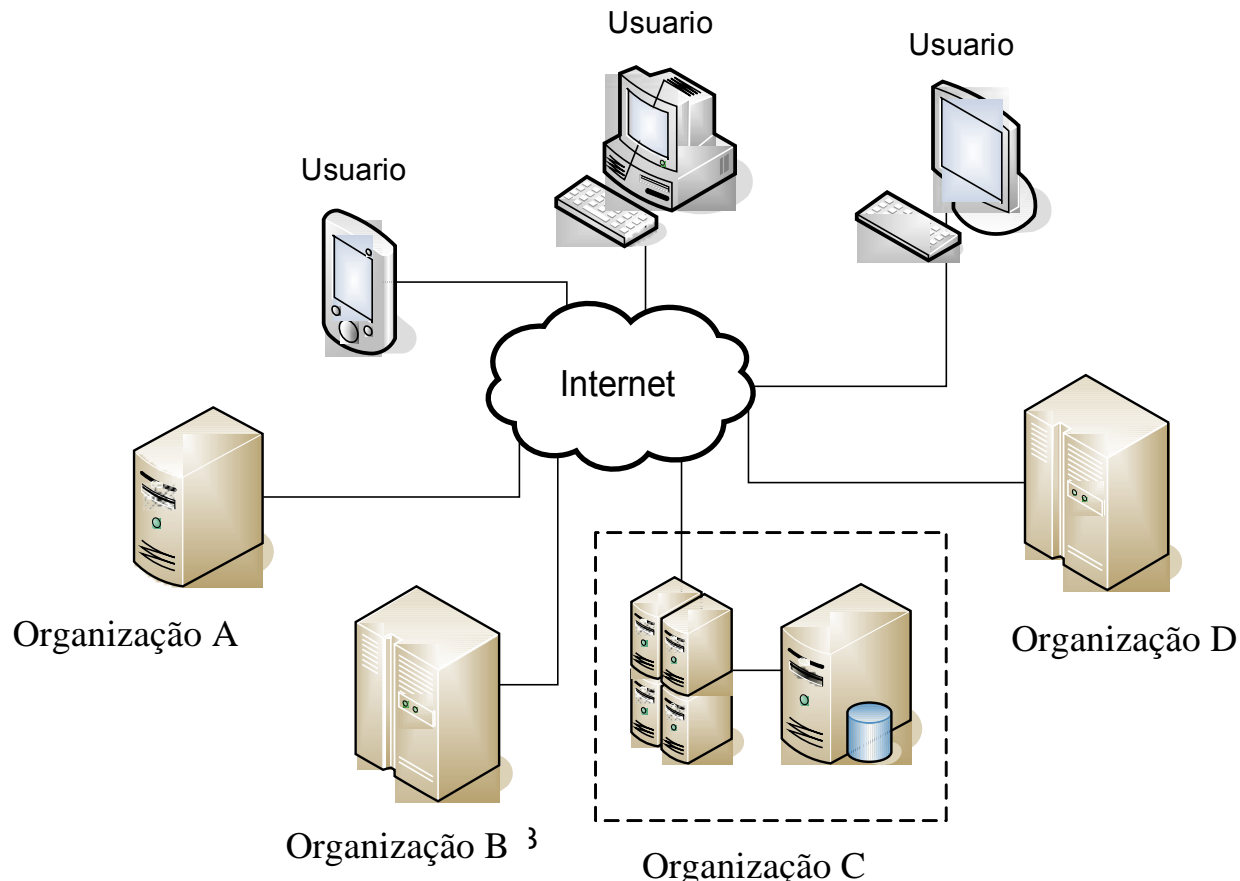 Usuario
Usuario
Usuario
Internet
Organização A
Organização D
Organização B
Organização C